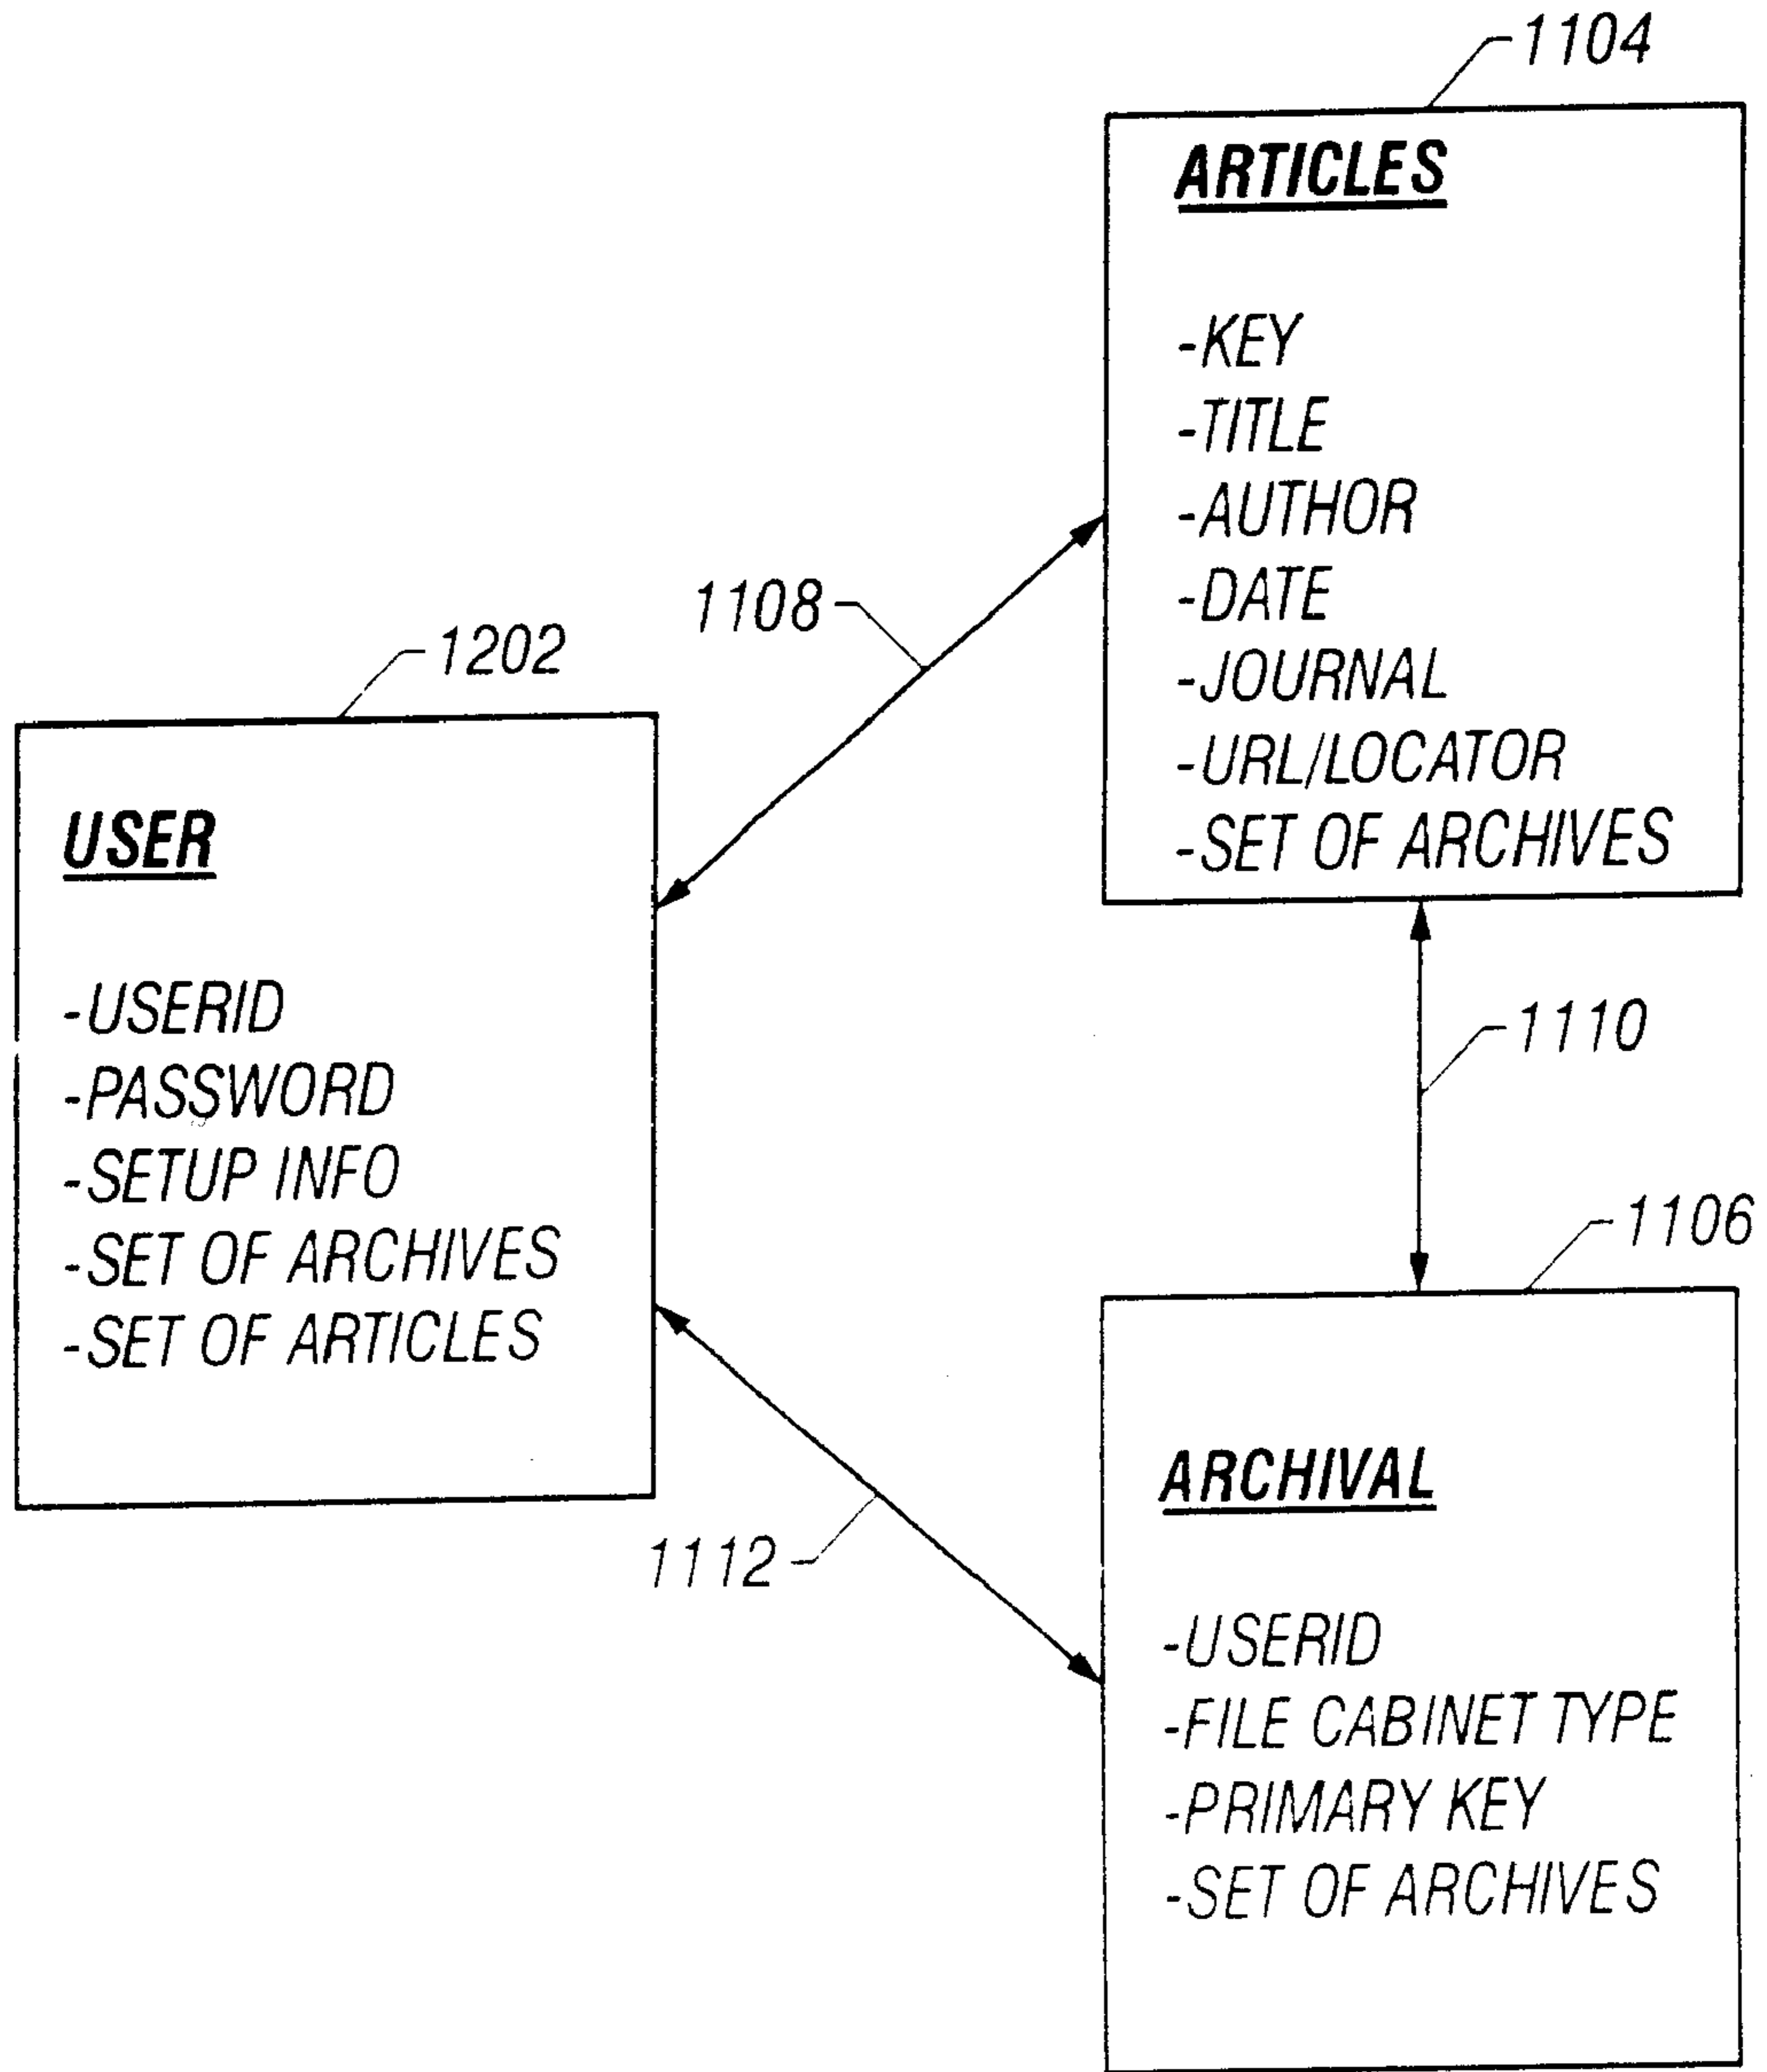 1104
ARTICLES
-KEY
-TITLE
-AUTHOR
-DATE
-JOURNAL
-URL/LOCATOR
-SET OF ARCHIVES
1108
1202
USER
-USERID
-PASSWORD
-SETUP INFO
-SET OF ARCHIVES
-SET OF ARTICLES
1110
1112
1106
ARCHIVAL
-USERID
-FILE CABINET TYPE
-PRIMARY KEY
-SET OF ARCHIVES